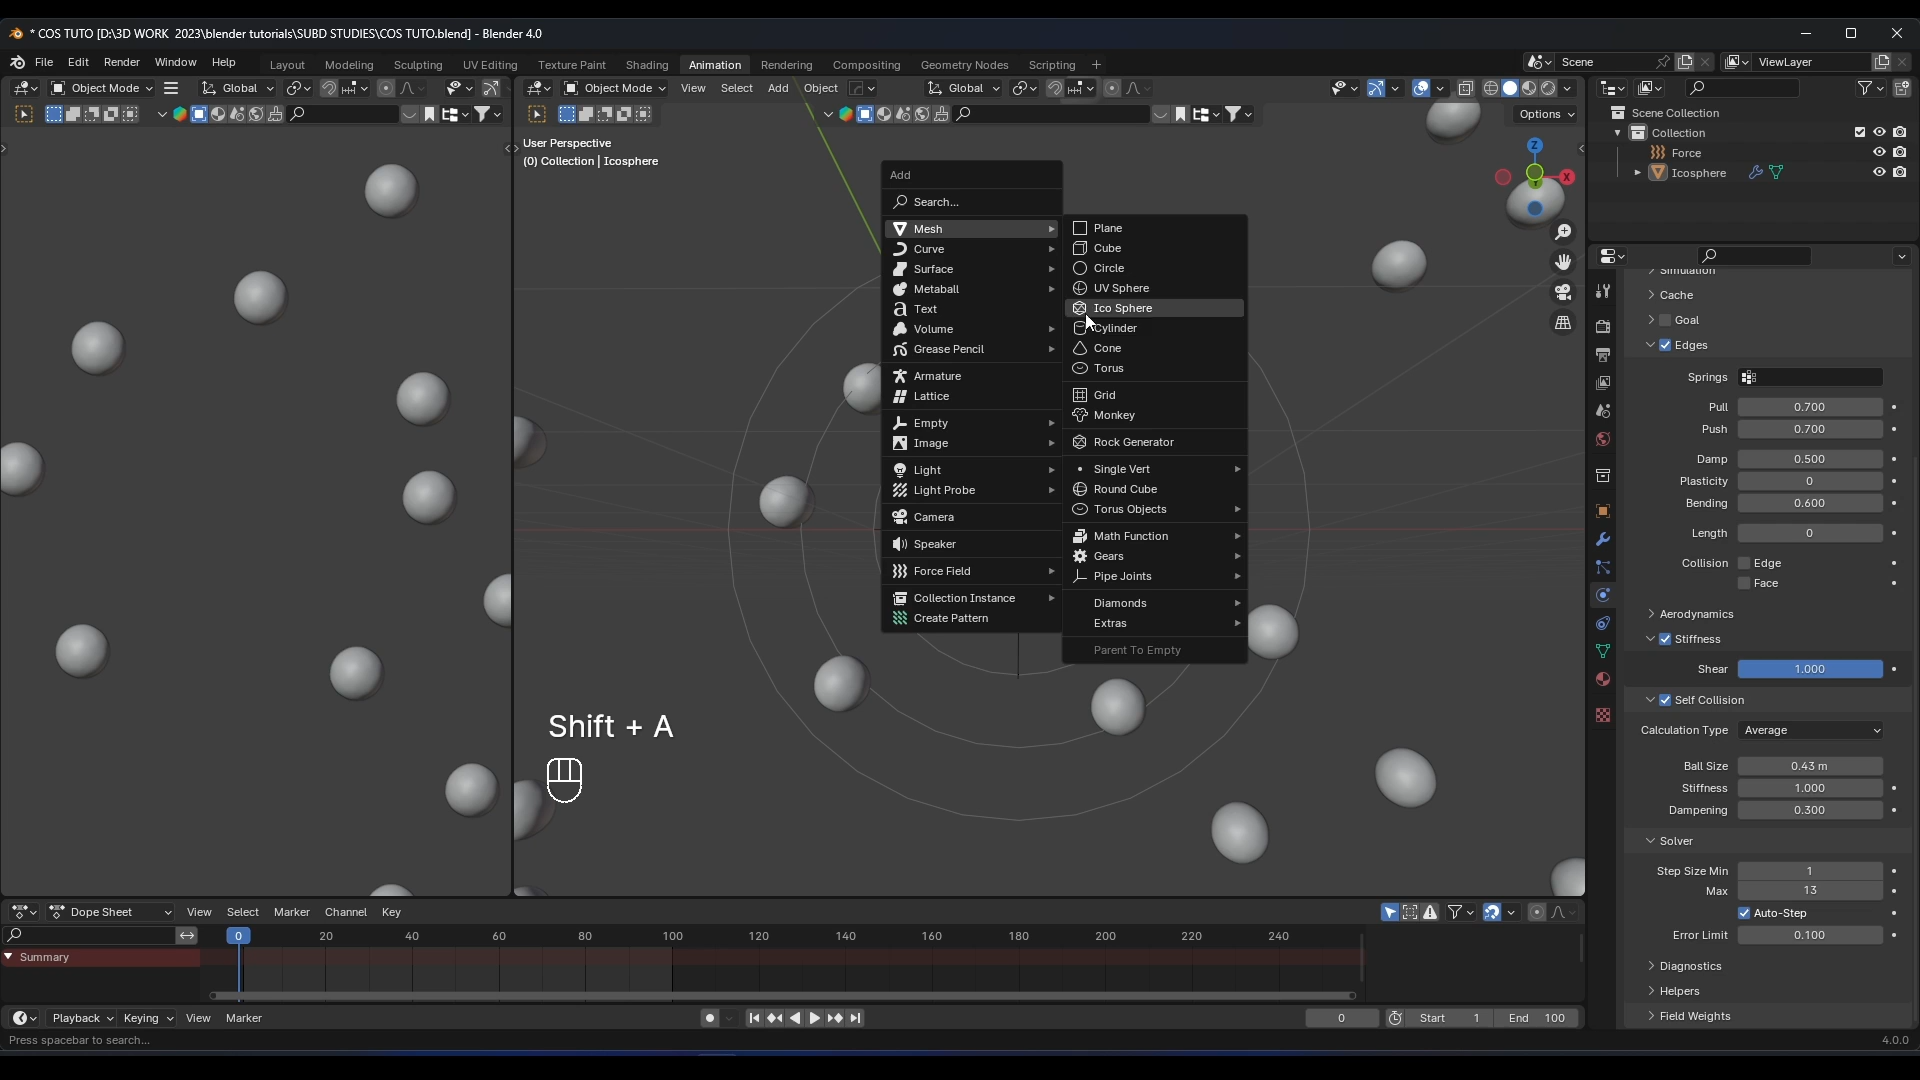 * COS TUTO [D:\3D WORK  2023\blender tutorials\SUBD STUDIES\COS TUTO.blend] - Blender 4.0
File Edit Render Window Help Layout Modeling Sculpting UV Editing Texture Paint Shading Animation Rendering Compositing Geometry Nodes Scripting + Scene ViewLayer
Object Mode Global Object Mode View Select Add Object Global
Options
User Perspective
(0) Collection | Icosphere
Z
X
Y
Add
Search...
Mesh
Curve
Surface
Metaball
Text
Volume
Grease Pencil
Armature
Lattice
Empty
Image
Light
Light Probe
Camera
Speaker
Force Field
Collection Instance
Create Pattern
Plane
Cube
Circle
UV Sphere
Ico Sphere
Cylinder
Cone
Torus
Grid
Monkey
Rock Generator
Single Vert
Round Cube
Torus Objects
Math Function
Gears
Pipe Joints
Diamonds
Extras
Parent To Empty
Shift + A
Scene Collection
Collection
Force
Icosphere
Simulation
Cache
Goal
Edges
Springs
Pull 0.700
Push 0.700
Damp 0.500
Plasticity 0
Bending 0.600
Length 0
Collision Edge
Face
Aerodynamics
Stiffness
Shear 1.000
Self Collision
Calculation Type Average
Ball Size 0.43 m
Stiffness 1.000
Dampening 0.300
Solver
Step Size Min 1
Max 13
Auto-Step
Error Limit 0.100
Diagnostics
Helpers
Field Weights
Dope Sheet View Select Marker Channel Key
0 20 40 60 80 100 120 140 160 180 200 220 240
Summary
Playback Keying View Marker 0 Start 1 End 100
Press spacebar to search...
4.0.0